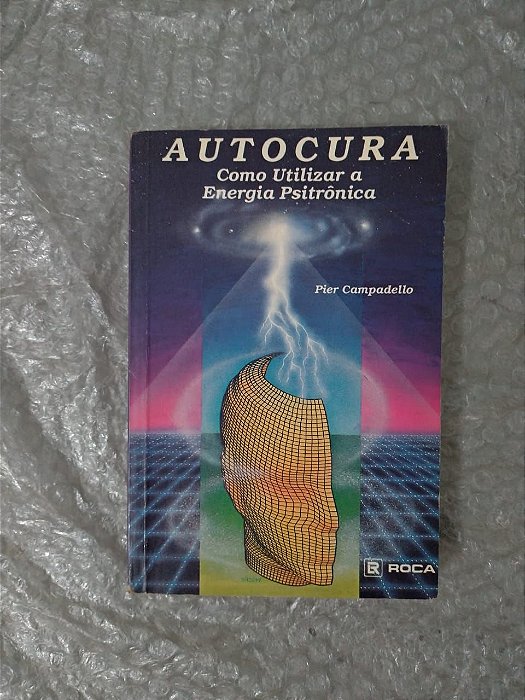 AUTOCURA
Como Utilizar a
Energia Psitrônica
Pier Campadello
ROCA